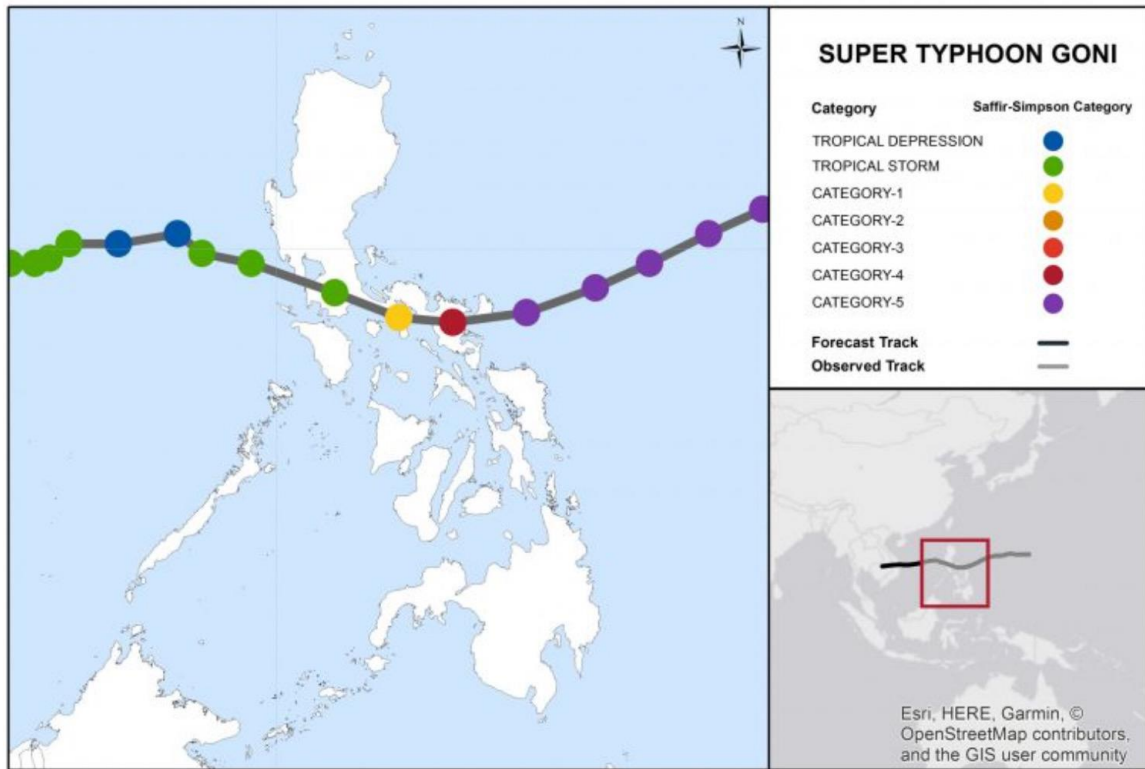 N
SUPER TYPHOON GONI
Category Saffir-Simpson Category
TROPICAL DEPRESSION
TROPICAL STORM
CATEGORY-1
CATEGORY-2
CATEGORY-3
CATEGORY-4
CATEGORY-5
Forecast Track
Observed Track
Esri, HERE, Garmin, ©
OpenStreetMap contributors,
and the GIS user community